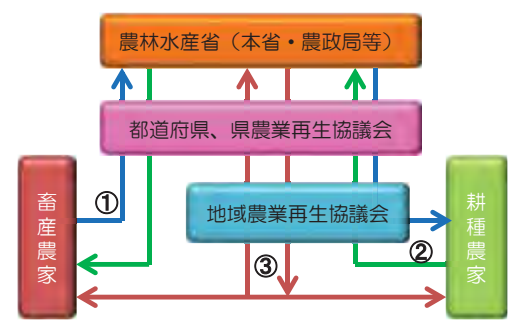 農林水産省（本省・農政局等）
都道府県、県農業再生協議会
①
畜産農家
地域農業再生協議会
耕種農家
②
③